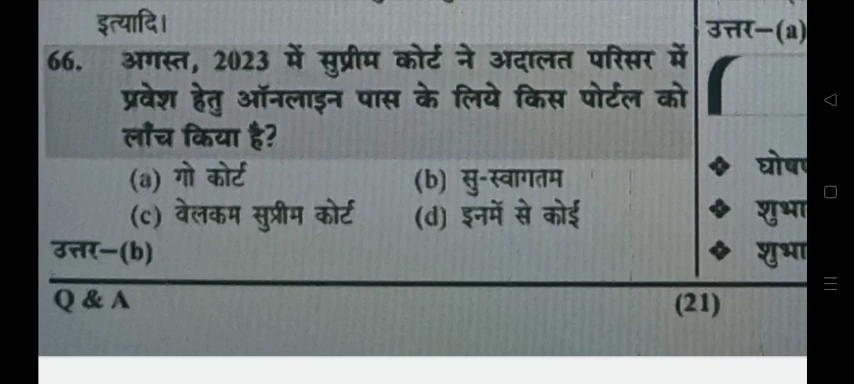 इत्यादि।
66. अगस्त, 2023 में सुप्रीम कोर्ट ने अदालत परिसर में
प्रवेश हेतु ऑनलाइन पास के लिये किस पोर्टल को
लाँच किया है?
(a) गो कोर्ट (b) सु-स्वागतम
(c) वेलकम सुप्रीम कोर्ट (d) इनमें से कोई
उत्तर–(b)
Q & A (21)
उत्तर–(a)
❖
❖ शुभा
❖ शुभा